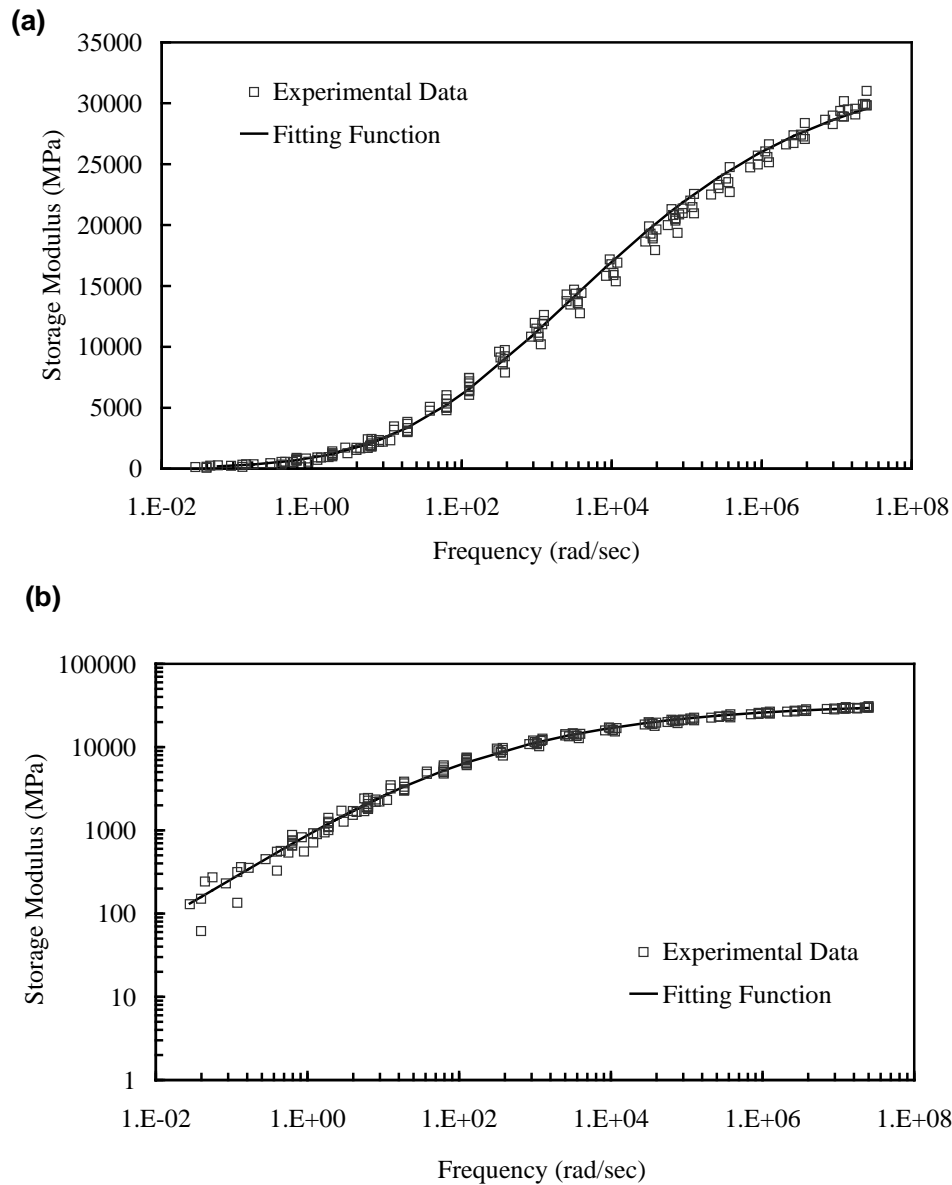 (a)
35000
30000
25000
20000
15000
10000
5000
0
Storage Modulus (MPa)
Experimental Data
Fitting Function
1.E-02 1.E+00 1.E+02 1.E+04 1.E+06 1.E+08
Frequency (rad/sec)
(b)
100000
10000
1000
100
10
1
Storage Modulus (MPa)
Experimental Data
Fitting Function
1.E-02 1.E+00 1.E+02 1.E+04 1.E+06 1.E+08
Frequency (rad/sec)